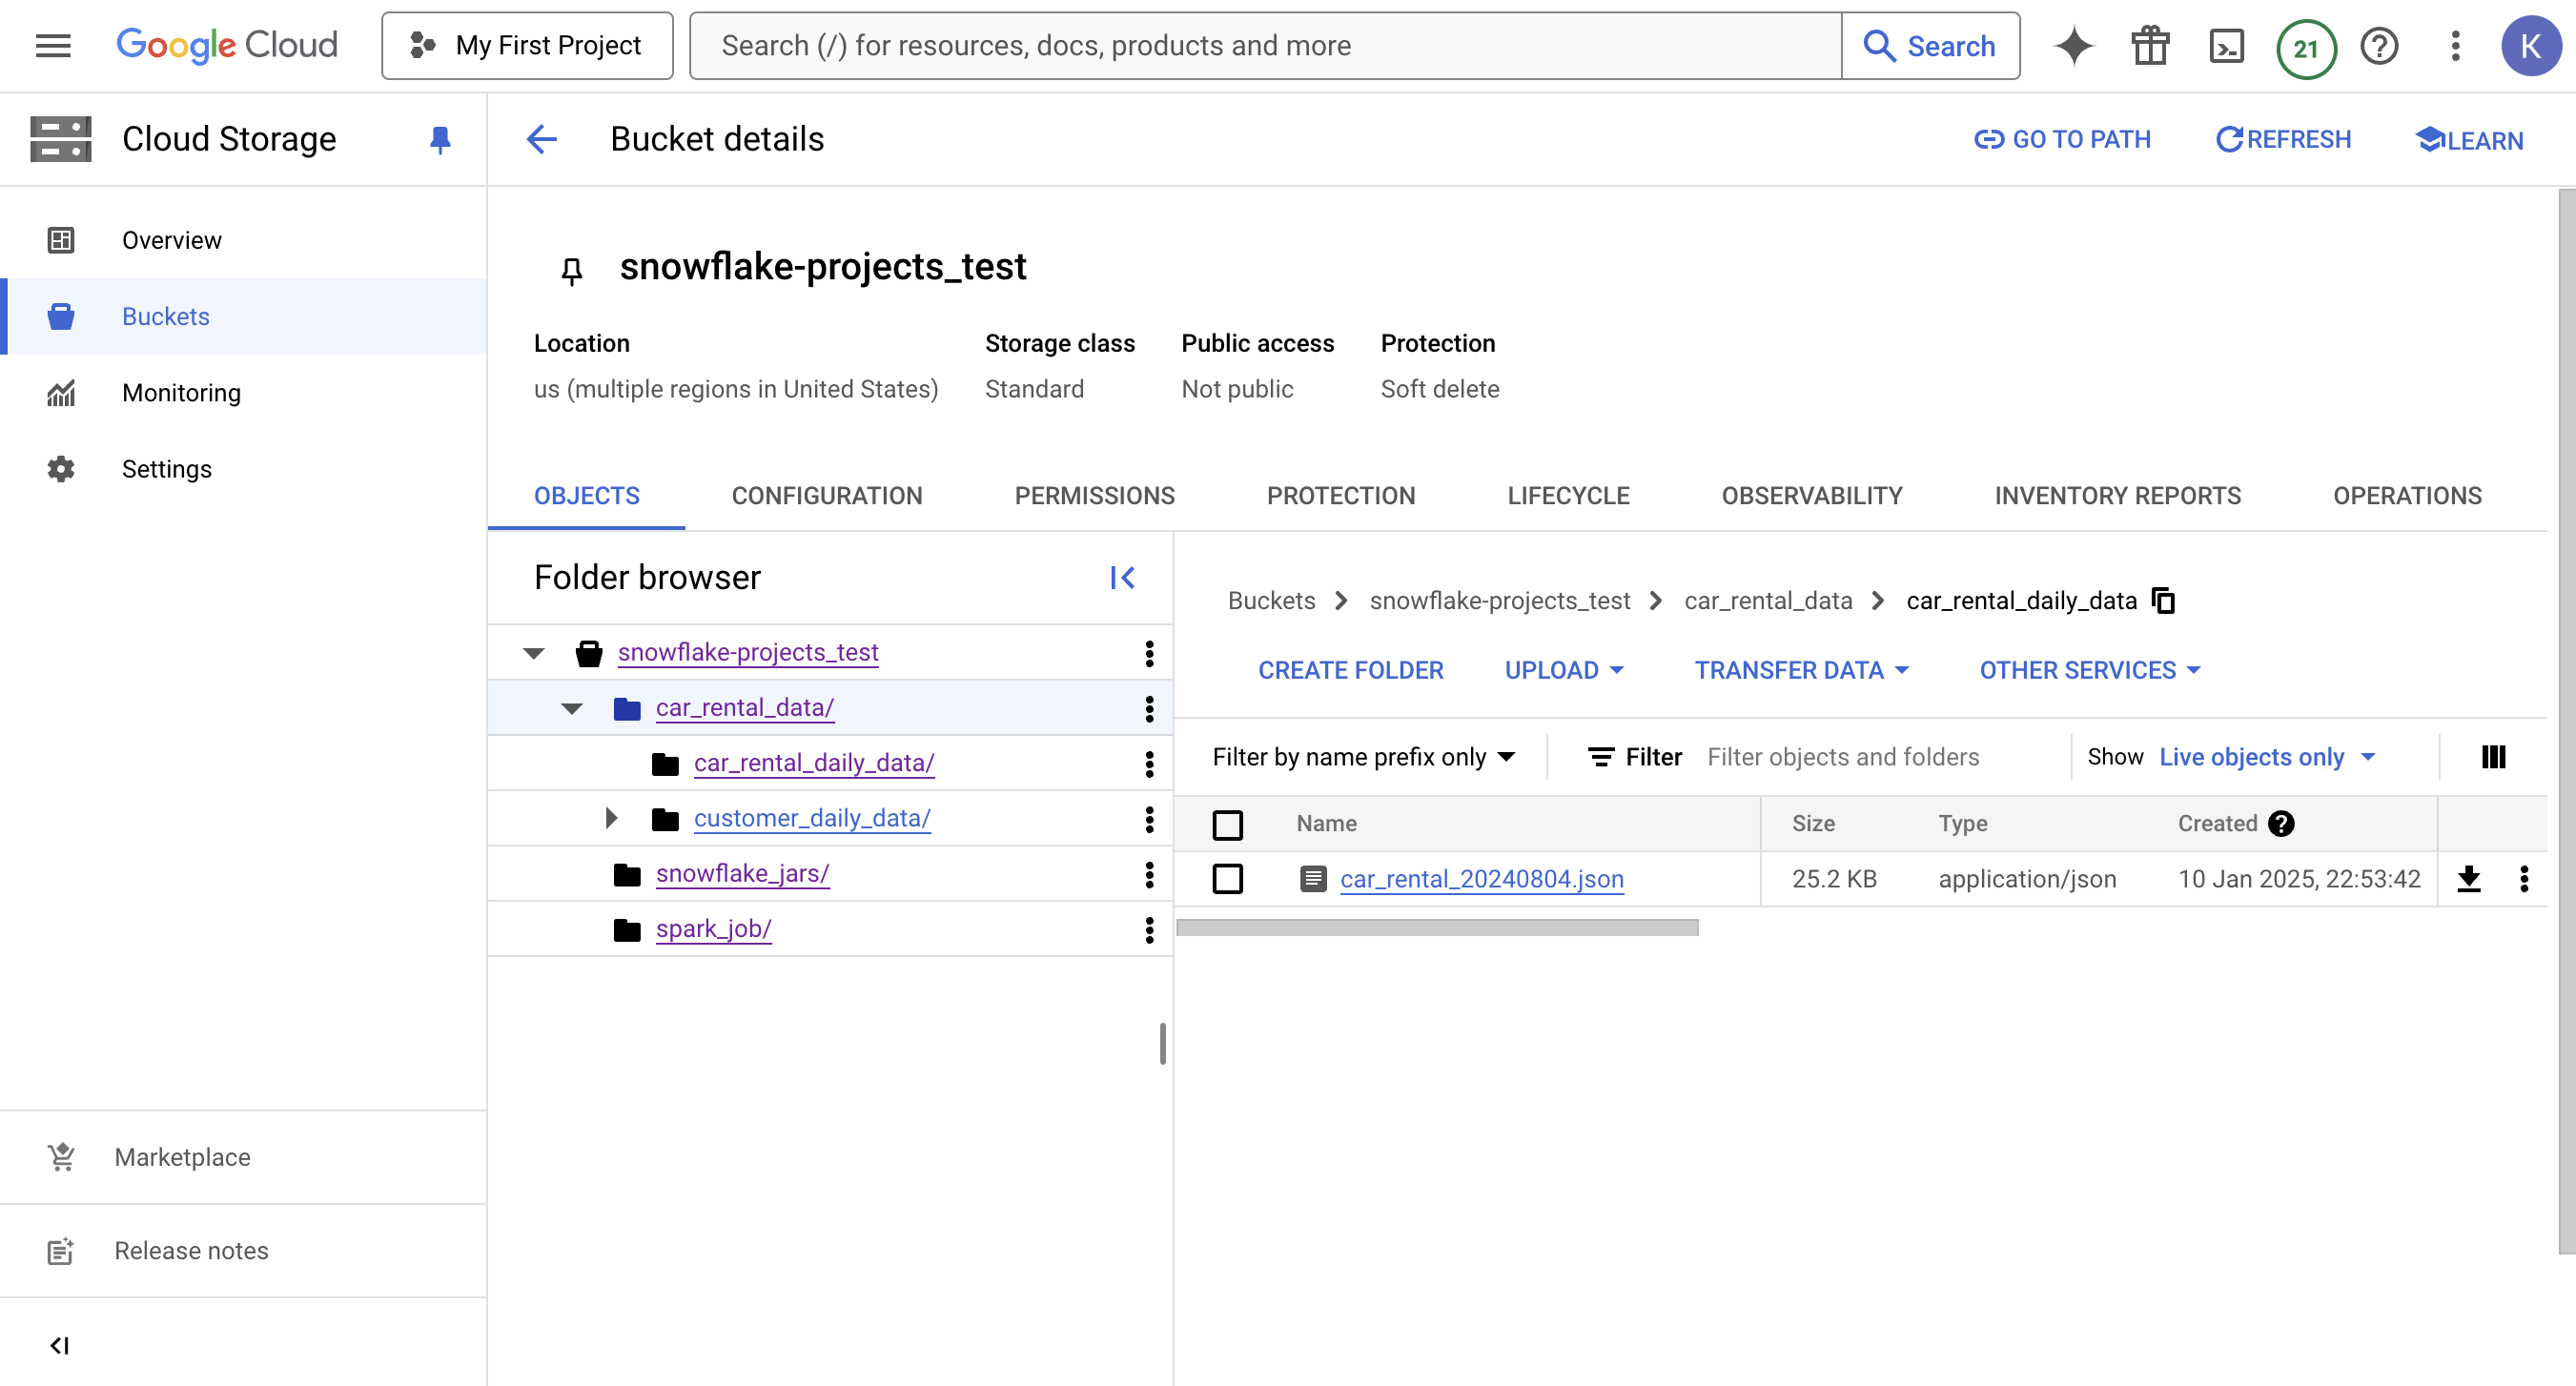 Google Cloud
My First Project
Search (/) for resources, docs, products and more
Search
21
K
Cloud Storage
Bucket details
GO TO PATH
REFRESH
LEARN
Overview
Buckets
Monitoring
Settings
Marketplace
Release notes
snowflake-projects_test
Location Storage class Public access Protection
us (multiple regions in United States) Standard Not public Soft delete
OBJECTS CONFIGURATION PERMISSIONS PROTECTION LIFECYCLE OBSERVABILITY INVENTORY REPORTS OPERATIONS
Folder browser
snowflake-projects_test
car_rental_data/
car_rental_daily_data/
customer_daily_data/
snowflake_jars/
spark_job/
Buckets snowflake-projects_test car_rental_data car_rental_daily_data
CREATE FOLDER UPLOAD TRANSFER DATA OTHER SERVICES
Filter by name prefix only Filter Filter objects and folders Show Live objects only
Name Size Type Created
car_rental_20240804.json 25.2 KB application/json 10 Jan 2025, 22:53:42